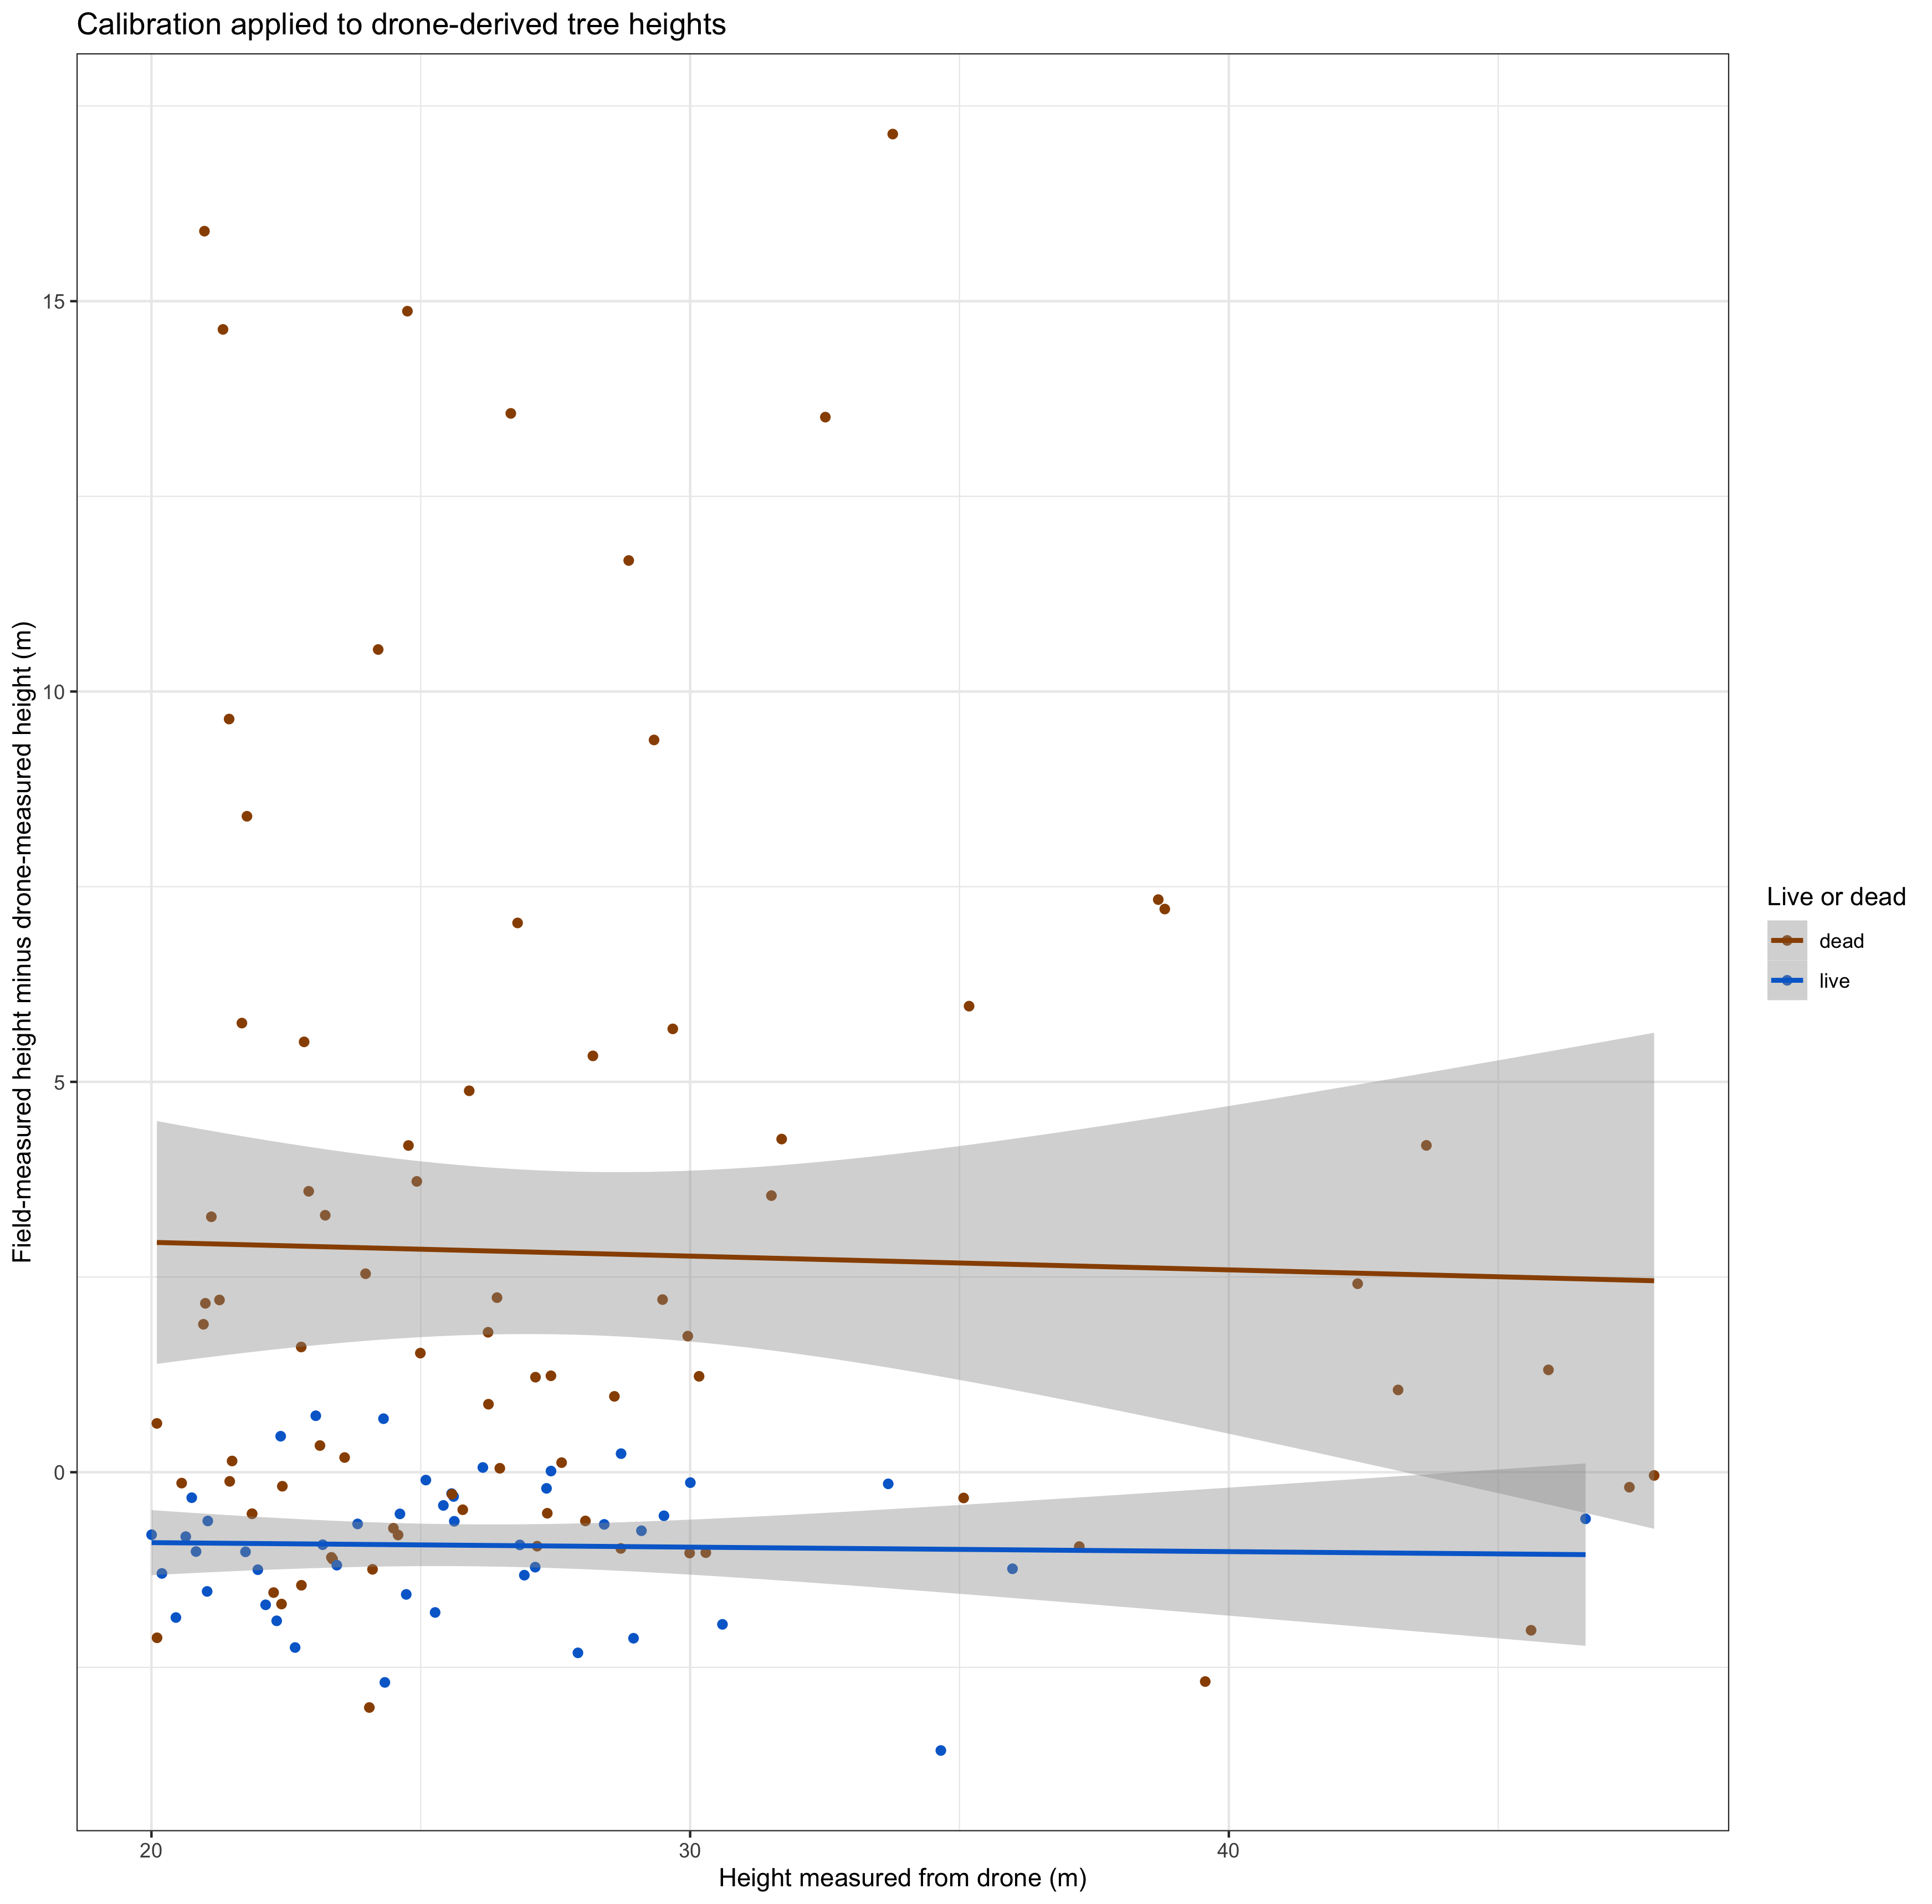 Calibration applied to drone-derived tree heights
Field-measured height minus drone-measured height (m)
15
10
5
0
20
30
40
Height measured from drone (m)
Live or dead
dead
live